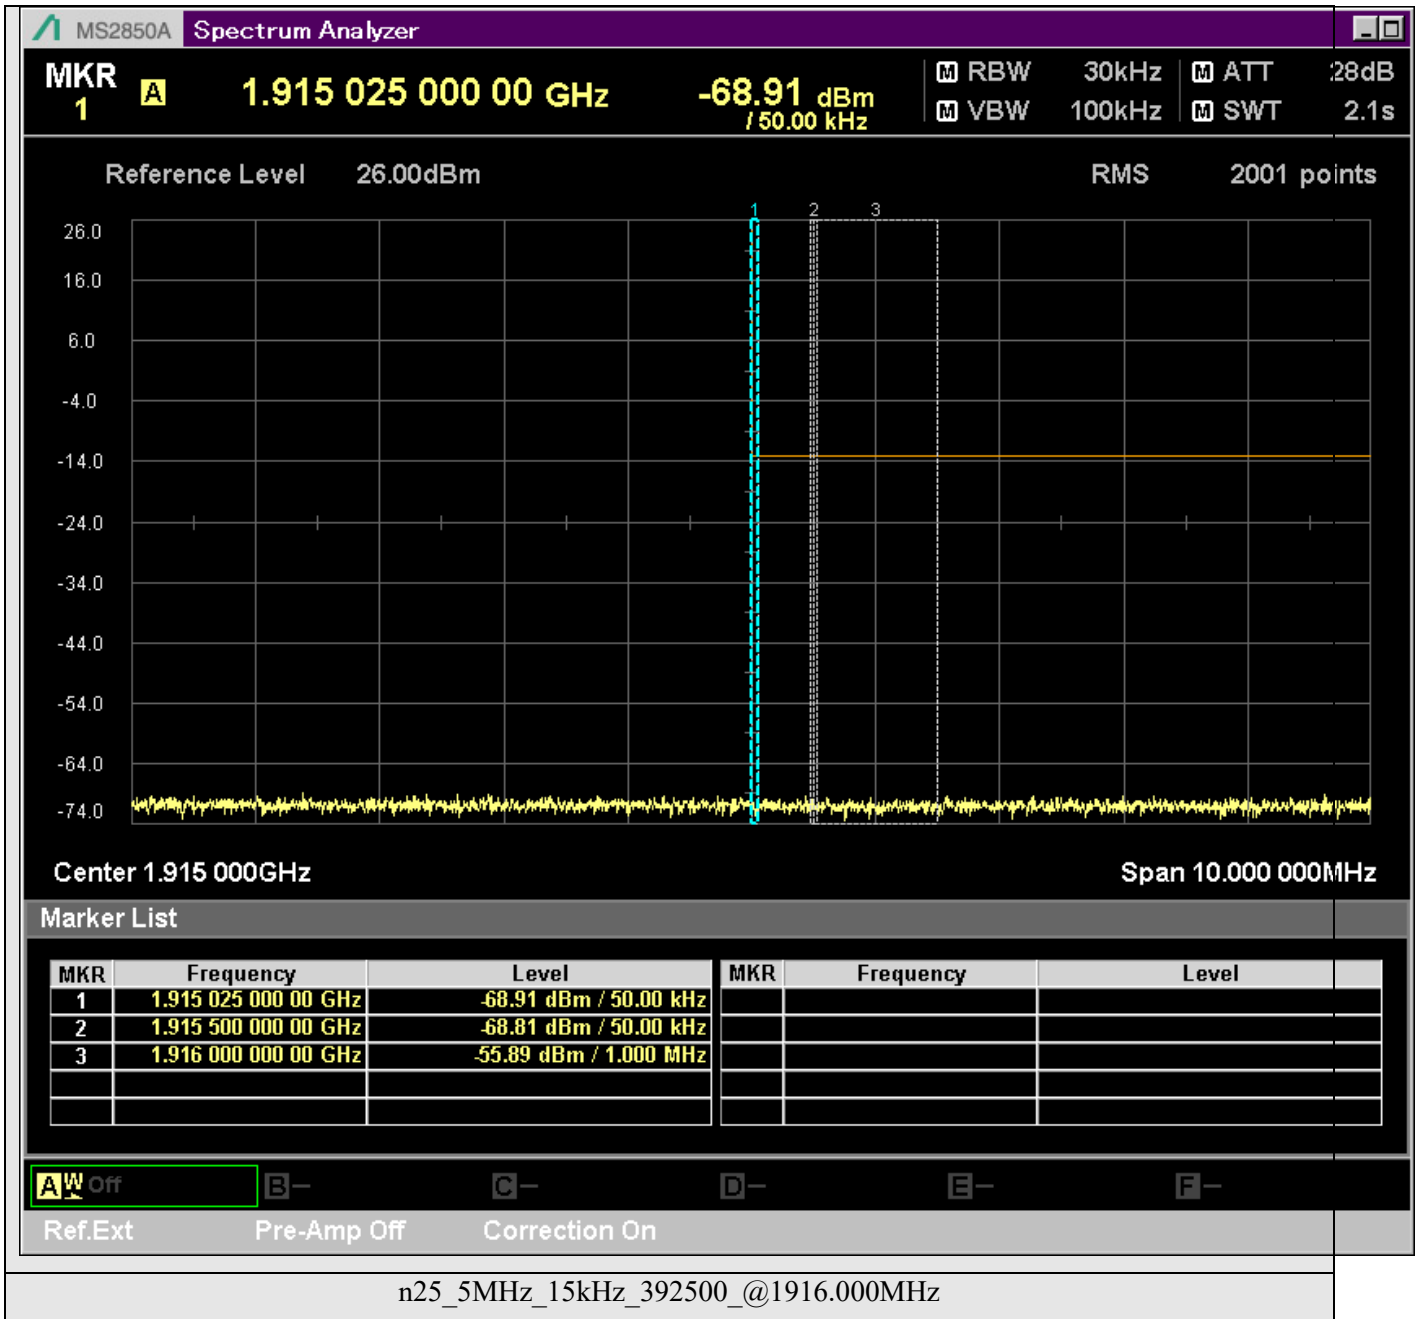 MS2850A Spectrum Analyzer
MKR 1 A 1.915 025 000 00 GHz -68.91 dBm / 50.00 kHz
M RBW 30kHz M ATT 28dB
M VBW 100kHz M SWT 2.1s
Reference Level 26.00dBm RMS 2001 points
1 2 3
26.0
16.0
6.0
-4.0
-14.0
-24.0
-34.0
-44.0
-54.0
-64.0
-74.0
Center 1.915 000GHz Span 10.000 000MHz
Marker List
MKR Frequency Level MKR Frequency Level
1 1.915 025 000 00 GHz -68.91 dBm / 50.00 kHz
2 1.915 500 000 00 GHz -68.81 dBm / 50.00 kHz
3 1.916 000 000 00 GHz -55.89 dBm / 1.000 MHz
A W Off B - C - D - E - F -
Ref.Ext Pre-Amp Off Correction On
n25_5MHz_15kHz_392500_@1916.000MHz